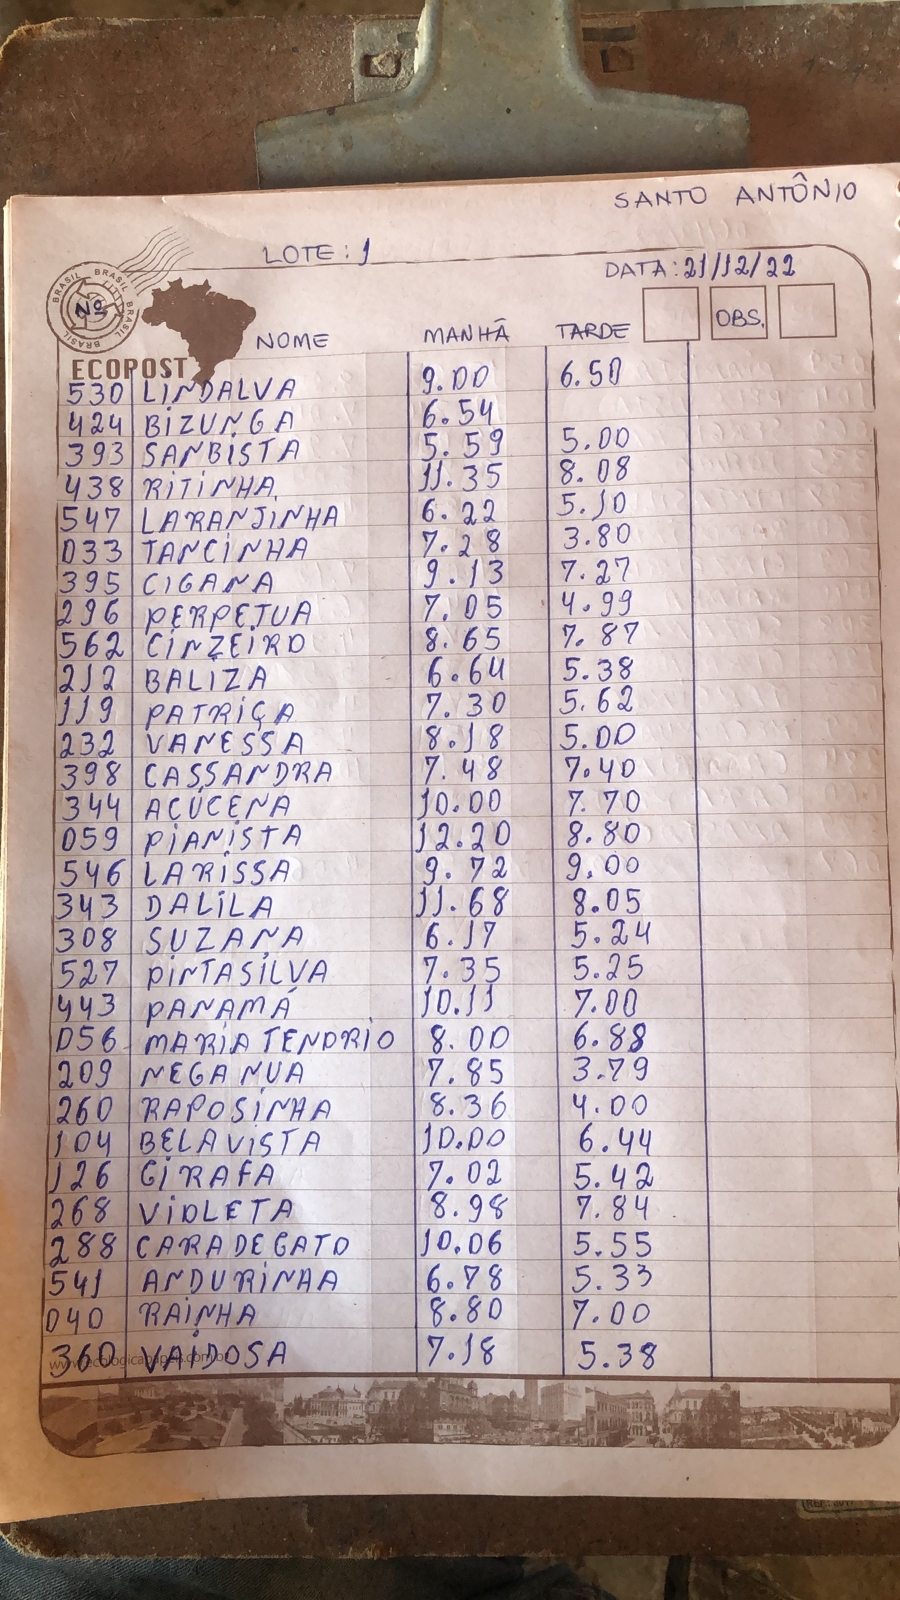 SANTO ANTÔNIO
LOTE: 1
DATA: 21/12/22
BRASIL BRASIL BRASIL BRASIL
Nº NOME MANHÃ TARDE OBS.
ECOPOST
530 LINDALVA 9.00 6.50
424 BIZUNGA 6.54
393 SANBISTA 5.59 5.00
438 RITINHA 11.35 8.08
547 LARANJINHA 6.22 5.10
033 TANCINHA 7.28 3.80
395 CIGANA 9.13 7.27
296 PERPETUA 7.05 4.99
562 CINZEIRO 8.65 7.87
212 BALIZA 6.64 5.38
119 PATRIÇA 7.30 5.62
232 VANESSA 8.18 5.00
398 CASSANDRA 7.48 7.40
344 AÇUCENA 10.00 7.70
059 PIANISTA 12.20 8.80
546 LARISSA 9.72 9.00
343 DALILA 11.68 8.05
308 SUZANA 6.17 5.24
527 PINTASILVA 7.35 5.25
443 PANAMÁ 10.11 7.00
056 MARIA TENORIO 8.00 6.88
209 NEGA NUA 7.85 3.79
260 RAPOSINHA 8.36 4.00
104 BELA VISTA 10.00 6.44
126 GIRAFA 7.02 5.42
268 VIOLETA 8.98 7.84
288 CARA DE GATO 10.06 5.55
541 ANDURINHA 6.78 5.33
040 RAINHA 8.80 7.00
360 VAIDOSA 7.18 5.38